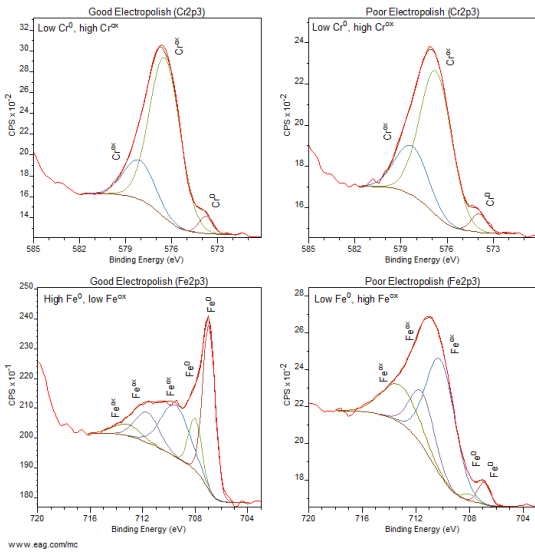 Good Electropolish (Cr2p3)
Low Cr⁰, high Crᵒˣ
Crᵒˣ
Crᵒˣ
Cr⁰
CPS x 10⁻²
30
28
26
24
22
20
18
16
14
585 582 579 576 573
Binding Energy (eV)
Poor Electropolish (Cr2p3)
Low Cr⁰, high Crᵒˣ
Crᵒˣ
Crᵒˣ
Cr⁰
CPS x 10⁻²
24
22
20
18
16
585 582 579 576 573
Binding Energy (eV)
Good Electropolish (Fe2p3)
High Fe⁰, low Feᵒˣ
Fe⁰
Fe⁰
Feᵒˣ
Feᵒˣ
Feᵒˣ
CPS x 10⁻¹
250
240
230
220
210
200
190
180
720 716 712 708 704
Binding Energy (eV)
Poor Electropolish (Fe2p3)
Low Fe⁰, high Feᵒˣ
Feᵒˣ
Feᵒˣ
Feᵒˣ
Fe⁰
Fe⁰
CPS x 10⁻²
28
26
24
22
20
18
720 716 712 708 704
Binding Energy (eV)
www.eag.com/mc